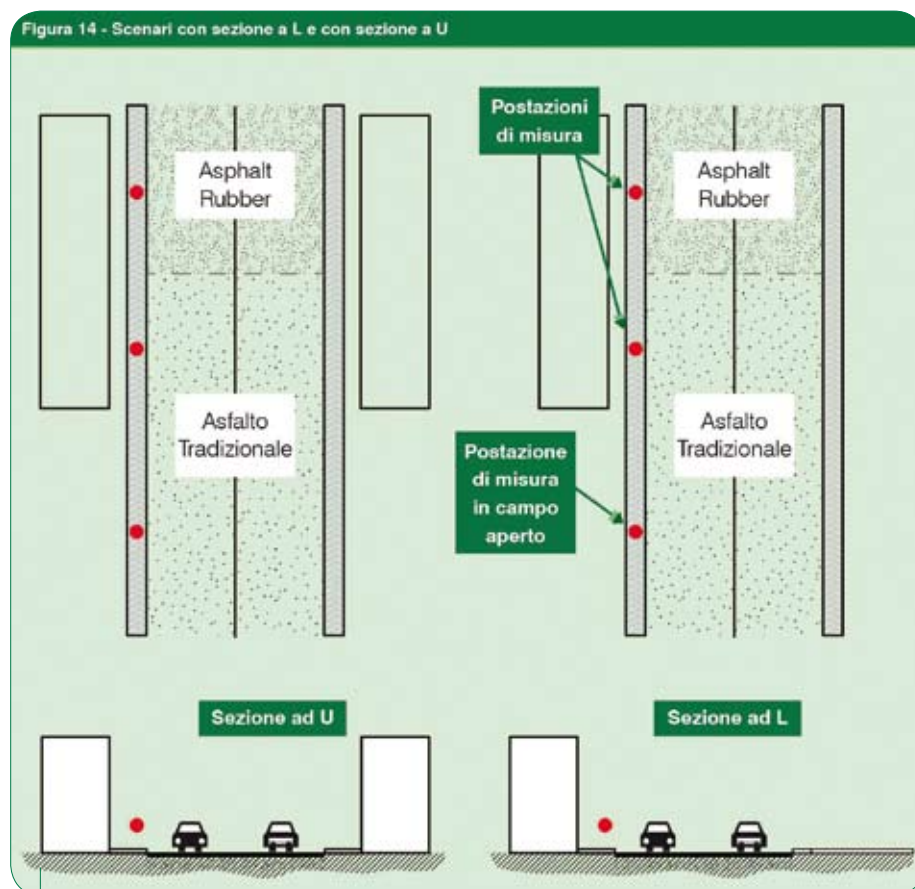 Figura 14 - Scenari con sezione a L e con sezione a U
Asphalt
Rubber
Asfalto
Tradizionale
Postazioni
di misura
Asphalt
Rubber
Postazione
di misura
in campo
aperto
Asfalto
Tradizionale
Sezione ad U
Sezione ad L